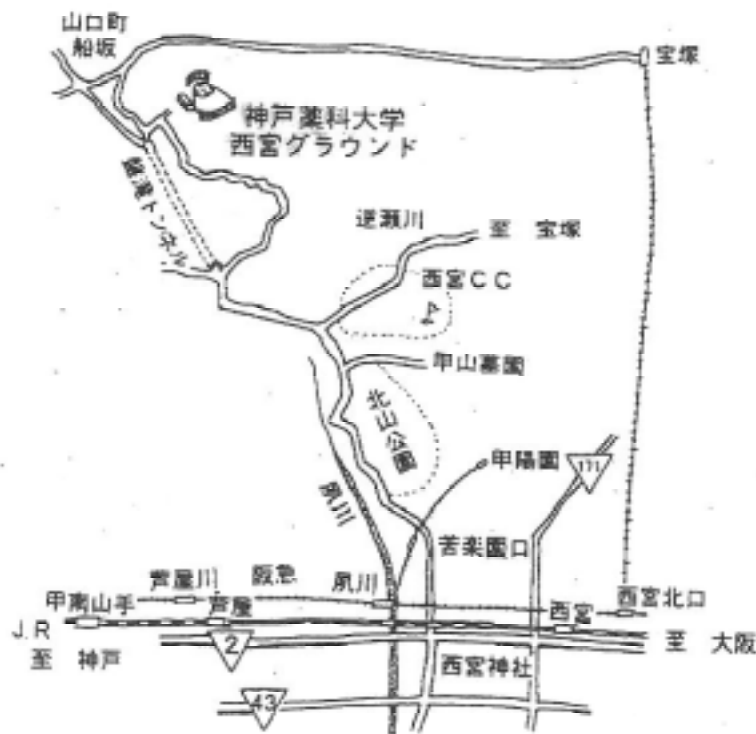 山口町
船坂
宝塚
神戸薬科大学
西宮グラウンド
盤滝トンネル
逆瀬川
至 宝塚
西宮CC
甲山墓園
北山公園
甲陽園
171
夙川
苦楽園口
芦屋川
阪急
夙川
西宮北口
甲南山手
芦屋
西宮
J.R
至 神戸
2
至 大阪
西宮神社
43